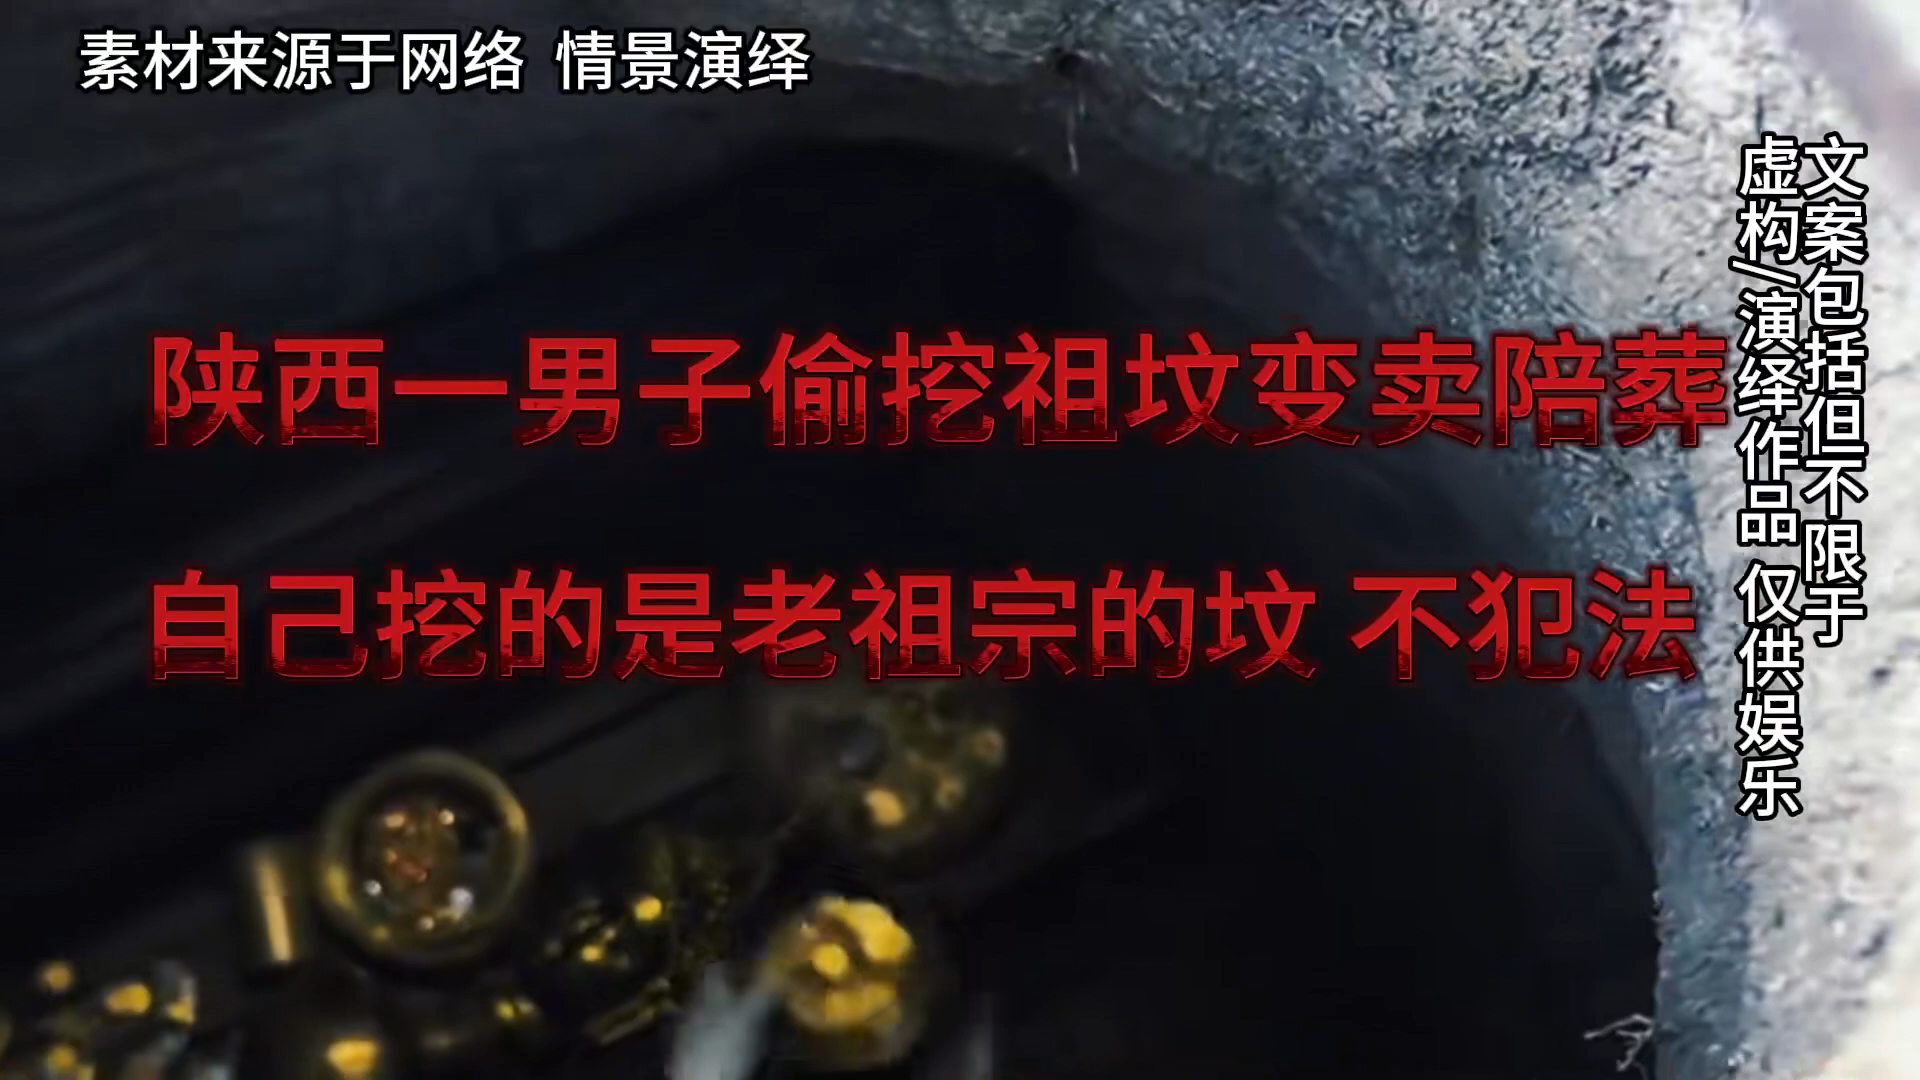 素材来源于网络 情景演绎
陕西一男子偷挖祖坟变卖陪葬
自己挖的是老祖宗的坟 不犯法
文案包括但不限于
虚构/演绎作品 仅供娱乐